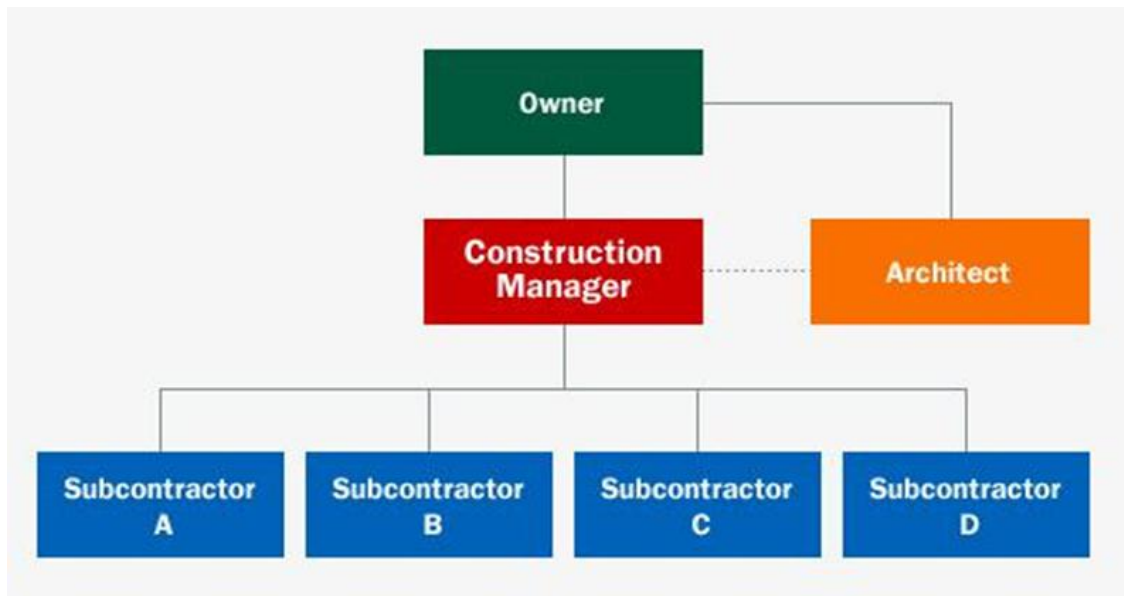 Owner
Construction
Manager
Architect
Subcontractor
A
Subcontractor
B
Subcontractor
C
Subcontractor
D